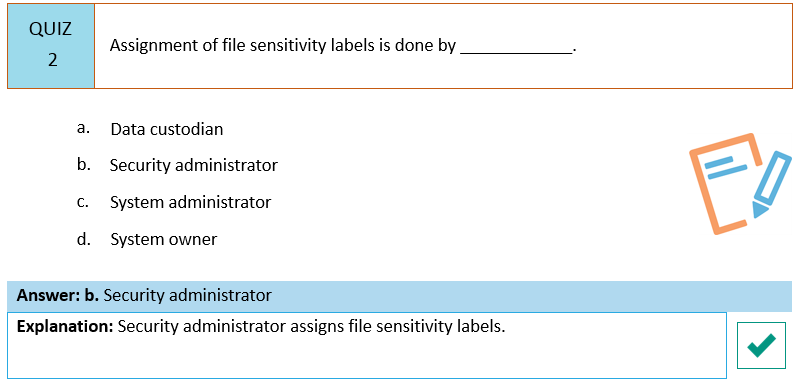 QUIZ
2
Assignment of file sensitivity labels is done by _____________.
a. Data custodian
b. Security administrator
c. System administrator
d. System owner
Answer: b. Security administrator
Explanation: Security administrator assigns file sensitivity labels.